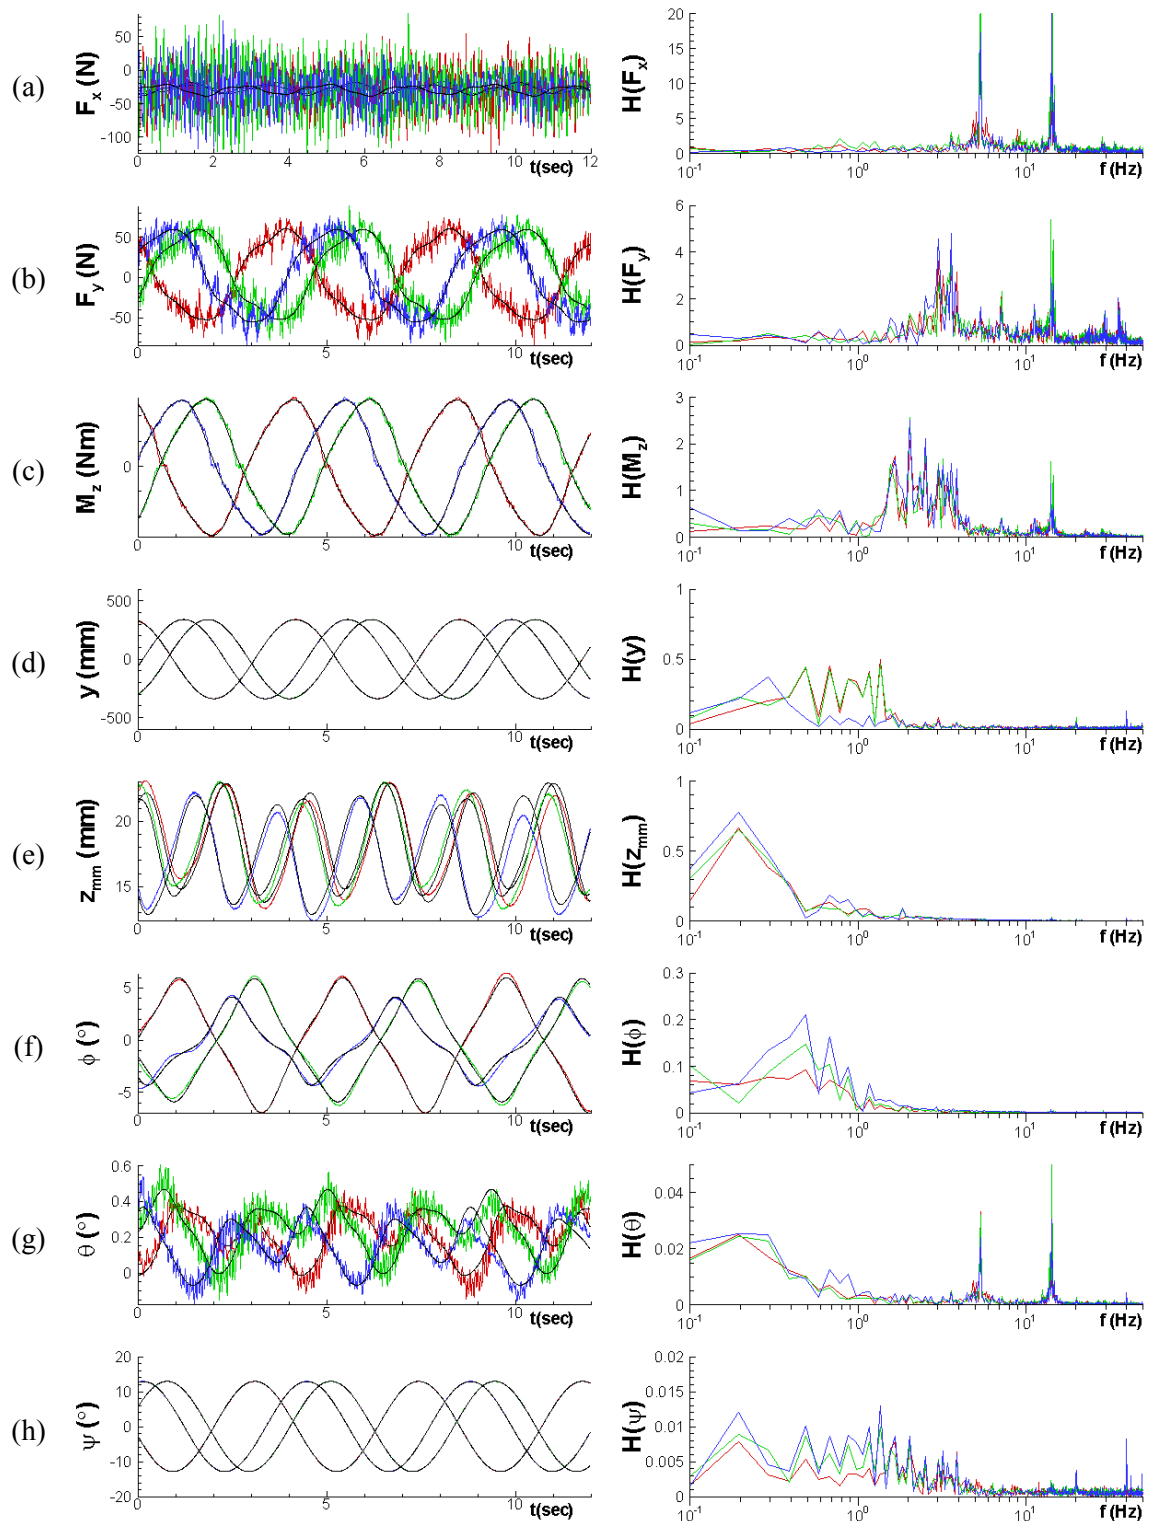 (a)
F_x (N)
50
0
-50
-100
0 2 4 6 8 10 12
t(sec)
H(F_x)
20
15
10
5
0
10^-1 10^0 10^1
f (Hz)
(b)
F_y (N)
50
0
-50
0 5 10
t(sec)
H(F_y)
6
4
2
0
10^-1 10^0 10^1
f (Hz)
(c)
M_z (Nm)
0
0 5 10
t(sec)
H(M_z)
3
2
1
0
10^-1 10^0 10^1
f (Hz)
(d)
y (mm)
500
0
-500
5 10
t(sec)
H(y)
1
0.5
0
10^-1 10^0 10^1
f (Hz)
(e)
z_mm (mm)
20
15
5 10
t(sec)
H(z_mm)
1
0.5
0
10^-1 10^0 10^1
f (Hz)
(f)
ϕ (°)
5
0
-5
5 10
t(sec)
H(ϕ)
0.3
0.2
0.1
0
10^-1 10^0 10^1
f (Hz)
(g)
θ (°)
0.6
0.4
0.2
0
0 5 10
t(sec)
H(θ)
0.04
0.02
0
10^-1 10^0 10^1
f (Hz)
(h)
ψ (°)
20
10
0
-10
-20
0 5 10
t(sec)
H(ψ)
0.02
0.015
0.01
0.005
0
10^-1 10^0 10^1
f (Hz)